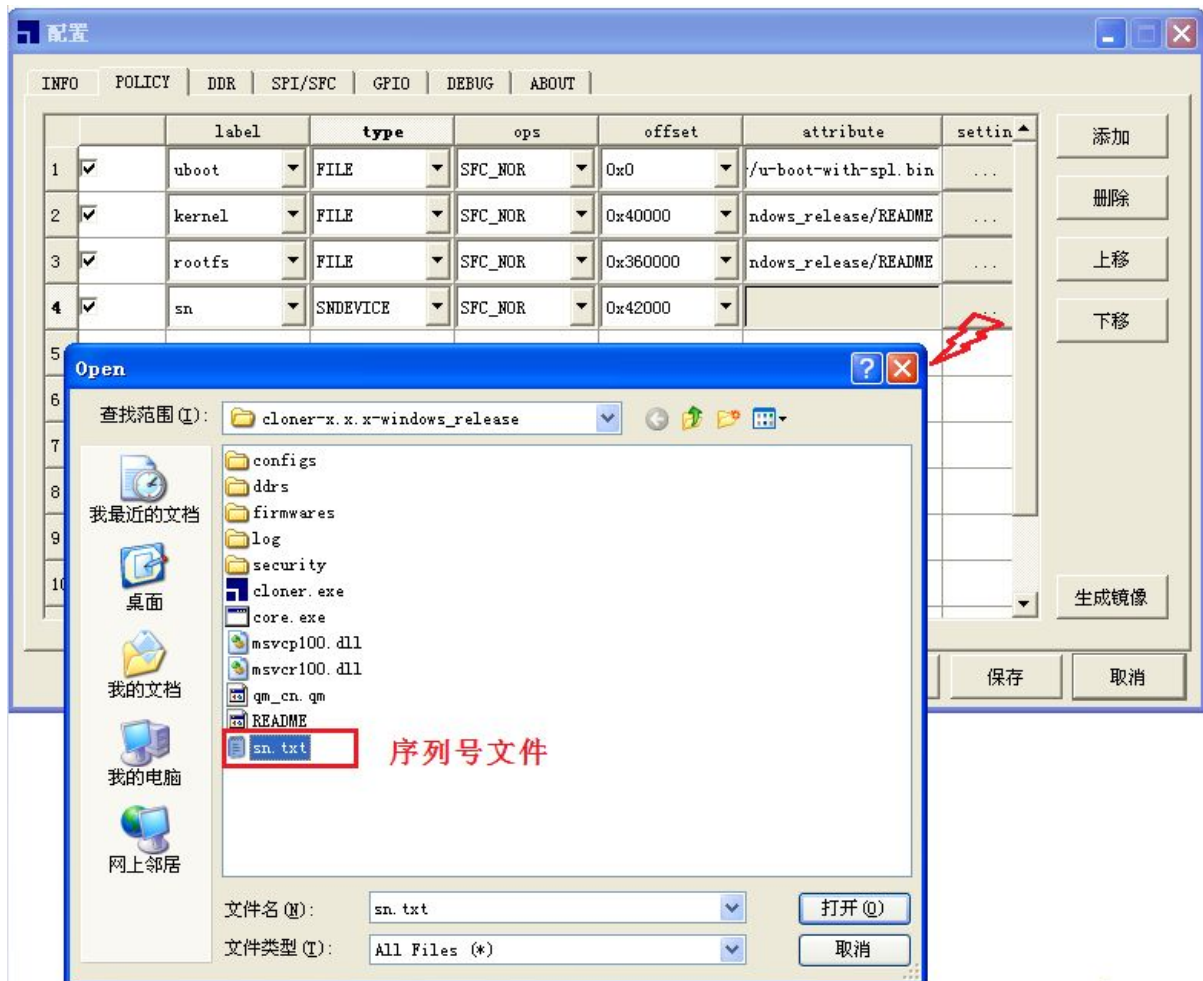 配置
INFO POLICY DDR SPI/SFC GPIO DEBUG ABOUT
label type ops offset attribute settin
添加
1 uboot FILE SFC_NOR 0x0 /u-boot-with-spl.bin ...
删除
2 kernel FILE SFC_NOR 0x40000 ndows_release/README ...
3 rootfs FILE SFC_NOR 0x360000 ndows_release/README ...
上移
4 sn SNDEVICE SFC_NOR 0x42000
下移
5
Open
6
查找范围(I): cloner-x.x.x-windows_release
7
configs
8
ddrs
我最近的文档
firmwares
9
log
security
10
cloner.exe
生成镜像
桌面
core.exe
msvcp100.dll
msvcr100.dll
保存 取消
我的文档
qm_cn.qm
README
sn.txt 序列号文件
我的电脑
网上邻居
文件名(N): sn.txt 打开(O)
文件类型(T): All Files (*) 取消